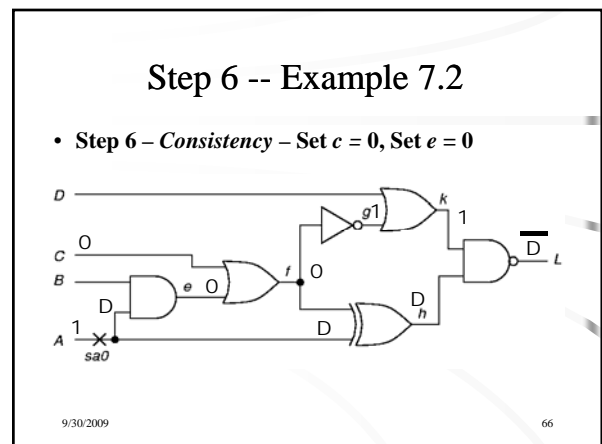 Step 6 -- Example 7.2
• Step 6 – Consistency – Set c = 0, Set e = 0
D
k
g1
1
C 0
D
L
B
f 0
e 0
D
D
h
D
A 1
sa0
9/30/2009
66